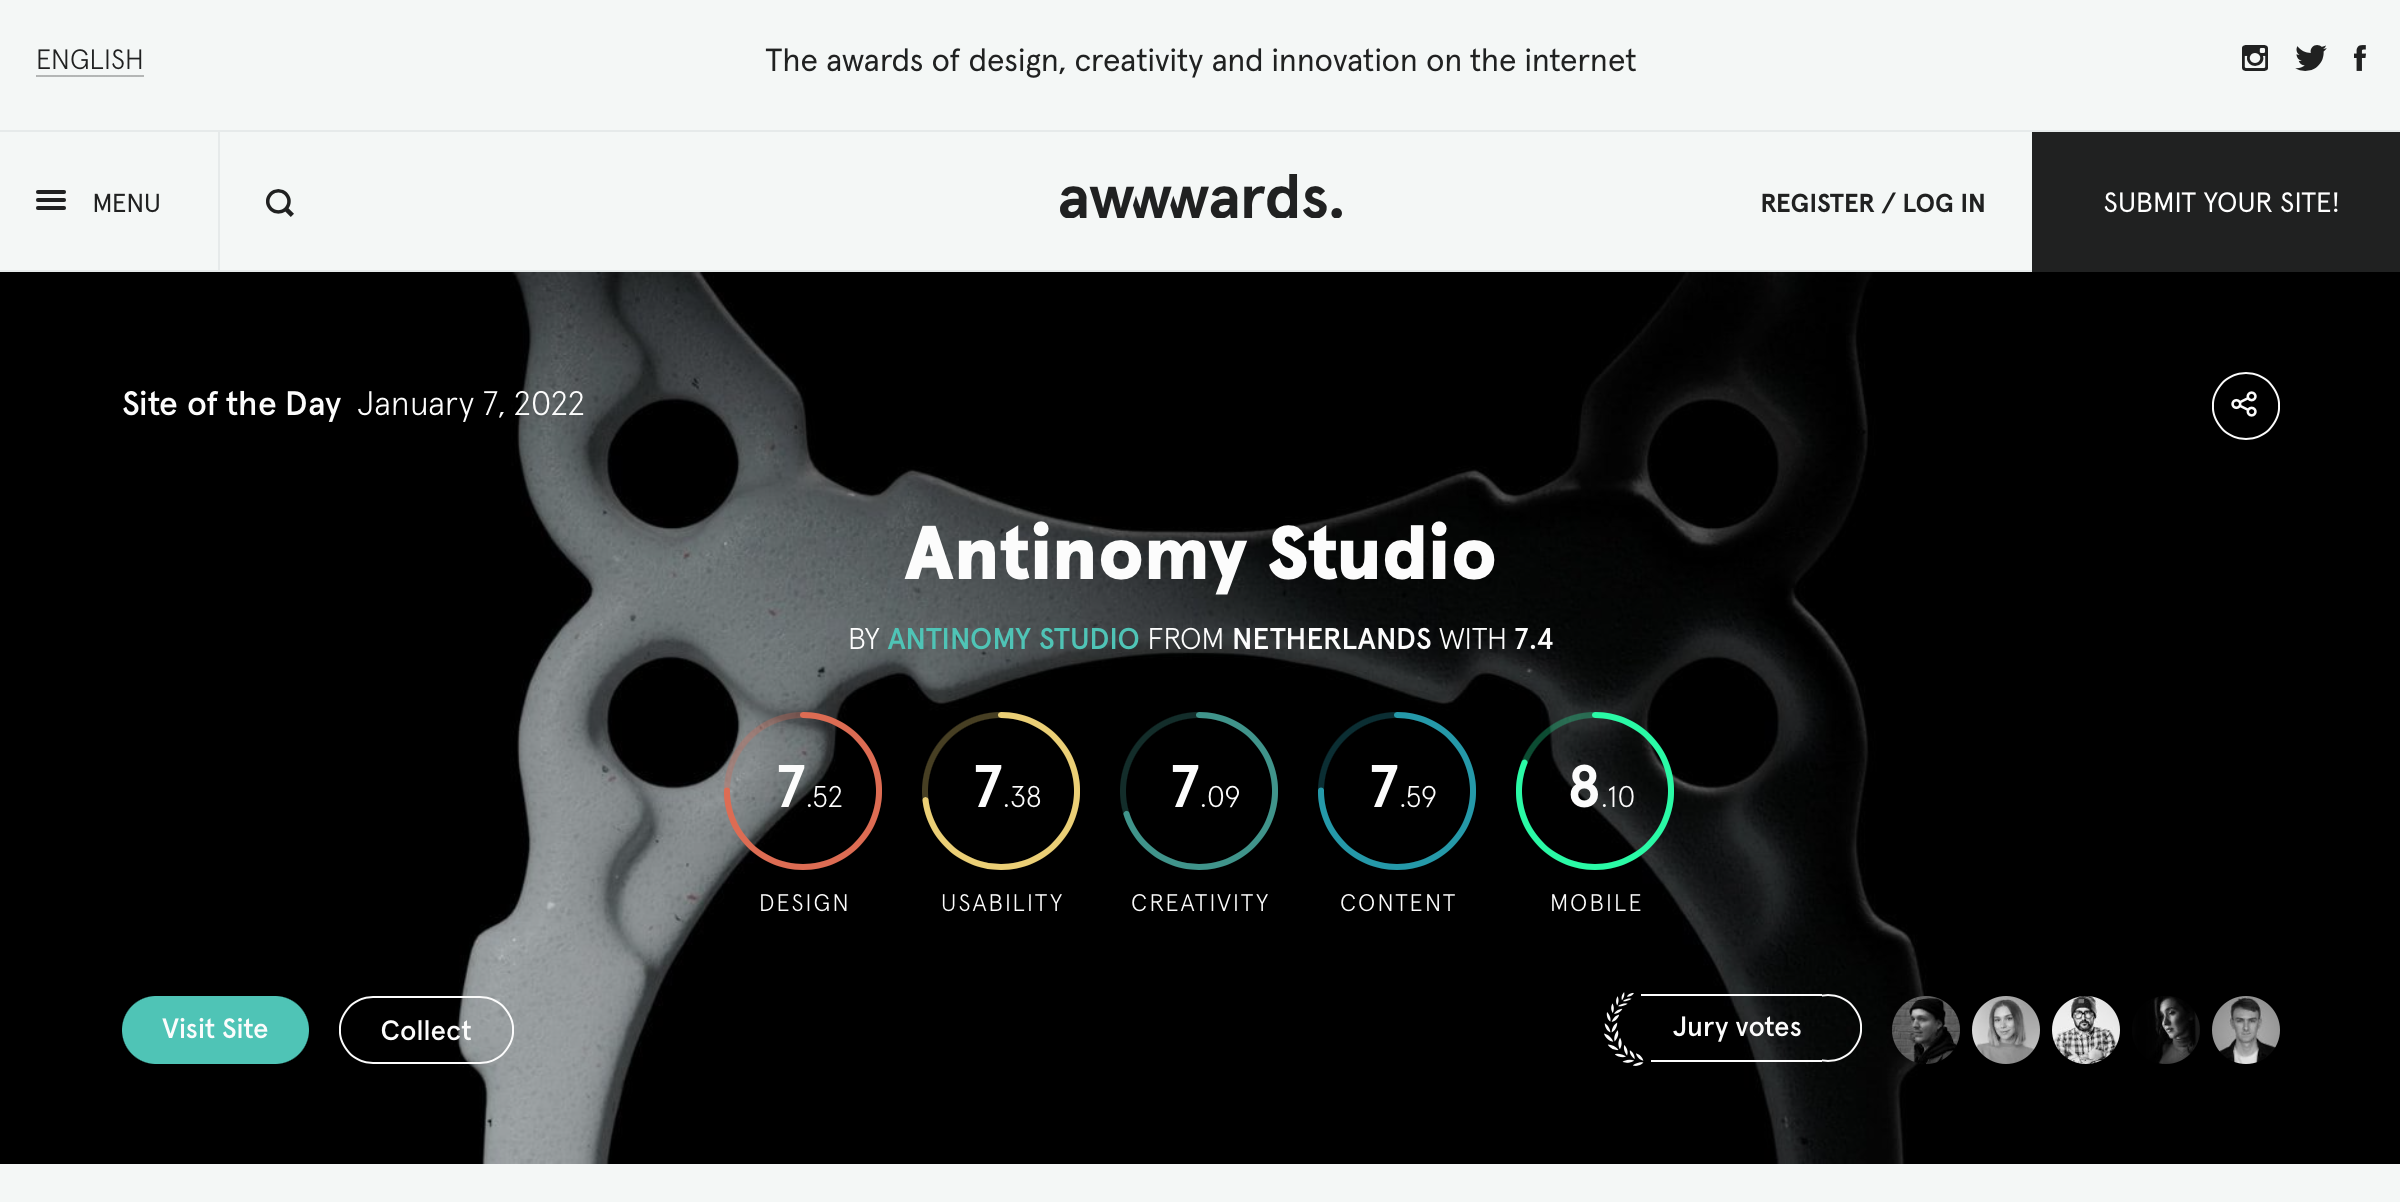 ENGLISH
The awards of design, creativity and innovation on the internet
MENU
awwwards.
REGISTER / LOG IN
SUBMIT YOUR SITE!
Site of the Day January 7, 2022
Antinomy Studio
BY ANTINOMY STUDIO FROM NETHERLANDS WITH 7.4
7.52
DESIGN
7.38
USABILITY
7.09
CREATIVITY
7.59
CONTENT
8.10
MOBILE
Visit Site
Collect
Jury votes